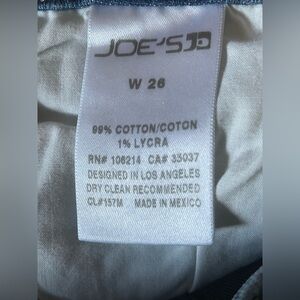 JOE'S
W 26
99% COTTON/COTON
1% LYCRA
RN# 106214 CA# 35037
DESIGNED IN LOS ANGELES
DRY CLEAN RECOMMENDED
CL#157M MADE IN MEXICO